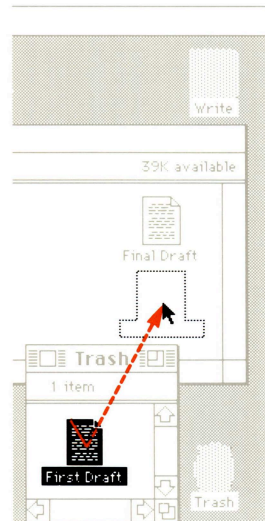 Write
39K available
Final Draft
Trash
1 item
First Draft
Trash